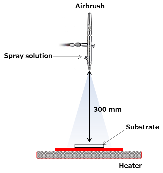 Airbrush
Spray solution
300 mm
Substrate
Heater